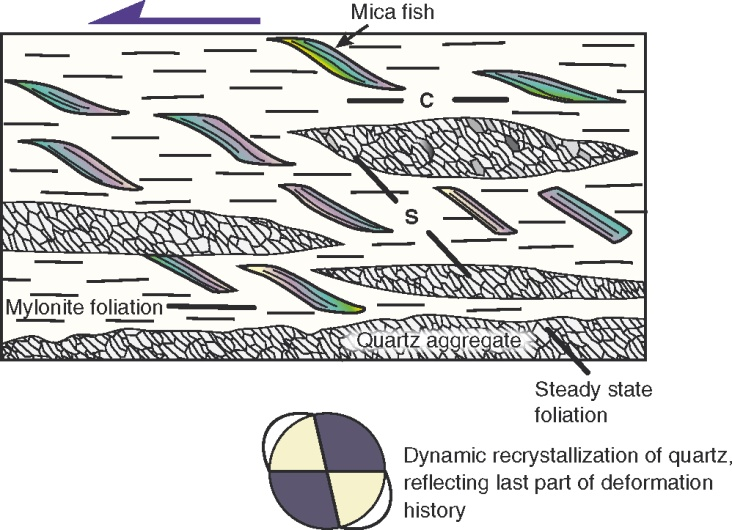 Mica fish
C
S
Mylonite foliation
Quartz aggregate
Steady state
foliation
Dynamic recrystallization of quartz,
reflecting last part of deformation
history